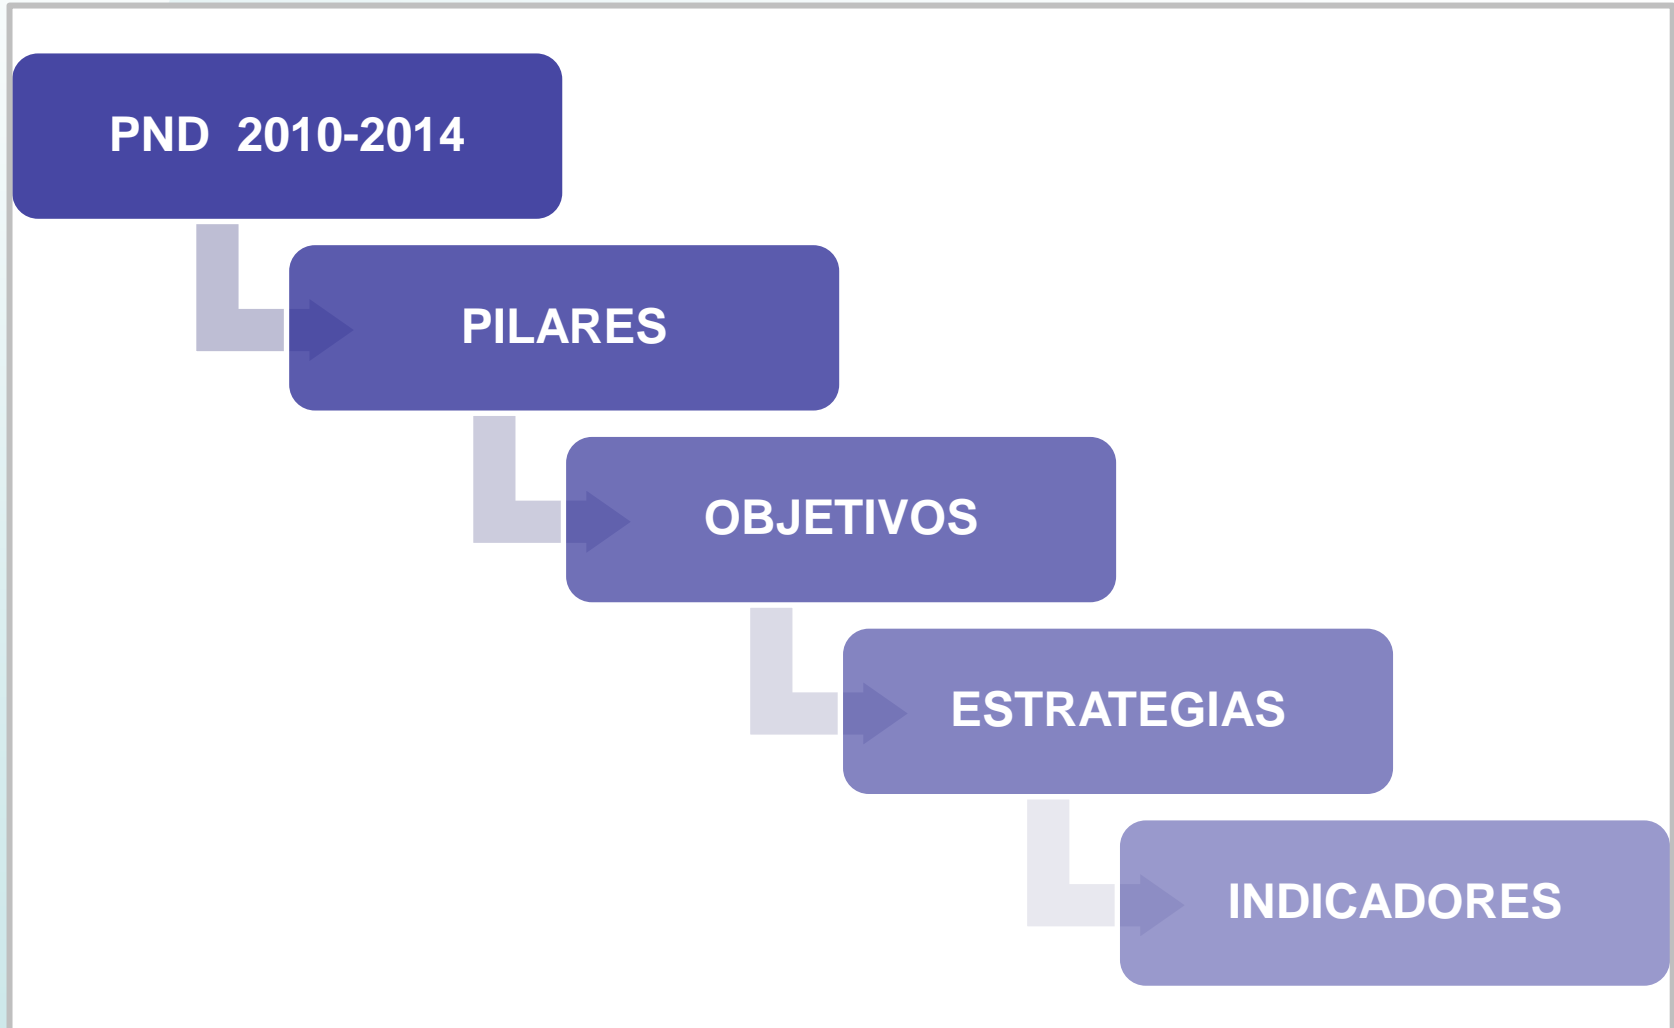 PND  2010-2014
PILARES
OBJETIVOS
ESTRATEGIAS
INDICADORES